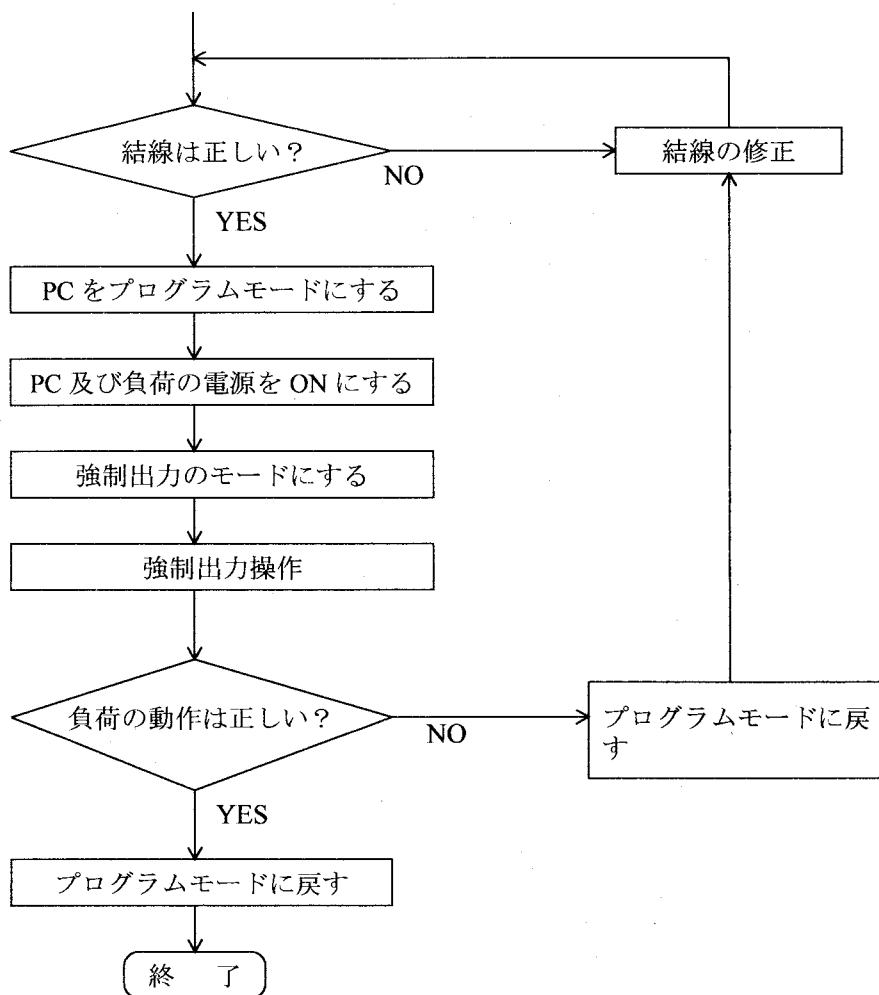 結線は正しい？
NO
結線の修正
YES
PC をプログラムモードにする
PC 及び負荷の電源を ON にする
強制出力のモードにする
強制出力操作
負荷の動作は正しい？
NO
プログラムモードに戻
す
YES
プログラムモードに戻す
終　了